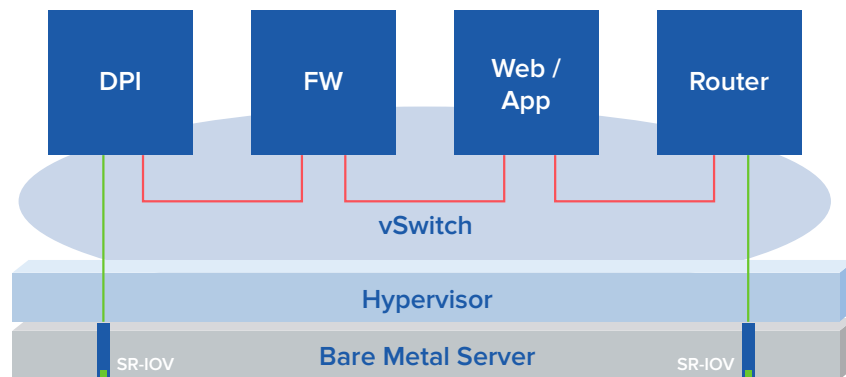 DPI
FW
Web /
App
Router
vSwitch
Hypervisor
Bare Metal Server
SR-IOV
SR-IOV